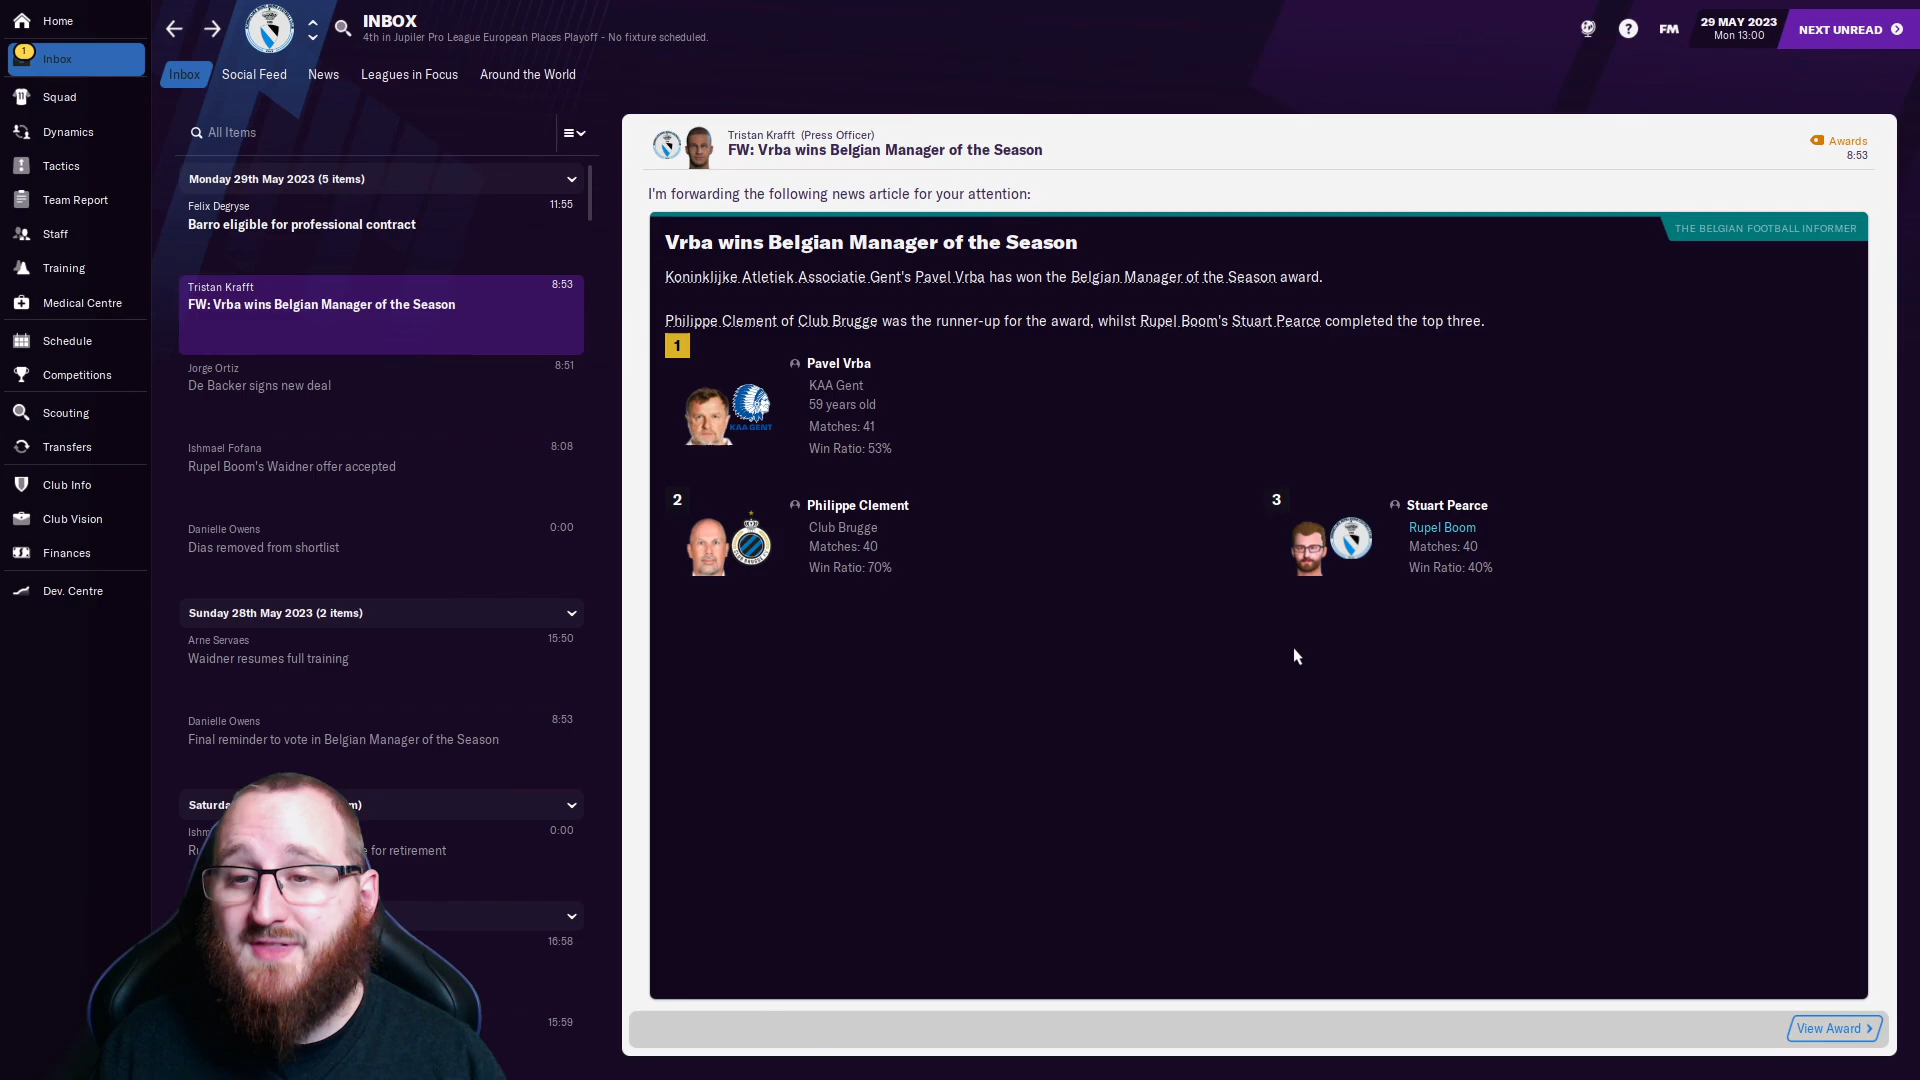 Home
INBOX
4th in Jupiler Pro League European Places Playoff - No fixture scheduled.
FM
29 MAY 2023
Mon 13:00
NEXT UNREAD
1
Inbox
Squad
Dynamics
Tactics
Team Report
Staff
Training
Medical Centre
Schedule
Competitions
Scouting
Transfers
Club Info
Club Vision
Finances
Dev. Centre
Inbox
Social Feed
News
Leagues in Focus
Around the World
All Items
Monday 29th May 2023 (5 items)
Felix Degryse
11:55
Barro eligible for professional contract
Tristan Krafft
8:53
FW: Vrba wins Belgian Manager of the Season
Jorge Ortiz
8:51
De Backer signs new deal
Ishmael Fofana
8:08
Rupel Boom's Waidner offer accepted
Danielle Owens
0:00
Dias removed from shortlist
Sunday 28th May 2023 (2 items)
Arne Servaes
15:50
Waidner resumes full training
Danielle Owens
8:53
Final reminder to vote in Belgian Manager of the Season
0:00
for retirement
16:58
15:59
Tristan Krafft (Press Officer)
FW: Vrba wins Belgian Manager of the Season
Awards
8:53
I'm forwarding the following news article for your attention:
THE BELGIAN FOOTBALL INFORMER
Vrba wins Belgian Manager of the Season
Koninklijke Atletiek Associatie Gent's Pavel Vrba has won the Belgian Manager of the Season award.
Philippe Clement of Club Brugge was the runner-up for the award, whilst Rupel Boom's Stuart Pearce completed the top three.
1
Pavel Vrba
KAA Gent
59 years old
Matches: 41
Win Ratio: 53%
KAA GENT
2
Philippe Clement
Club Brugge
Matches: 40
Win Ratio: 70%
3
Stuart Pearce
Rupel Boom
Matches: 40
Win Ratio: 40%
View Award